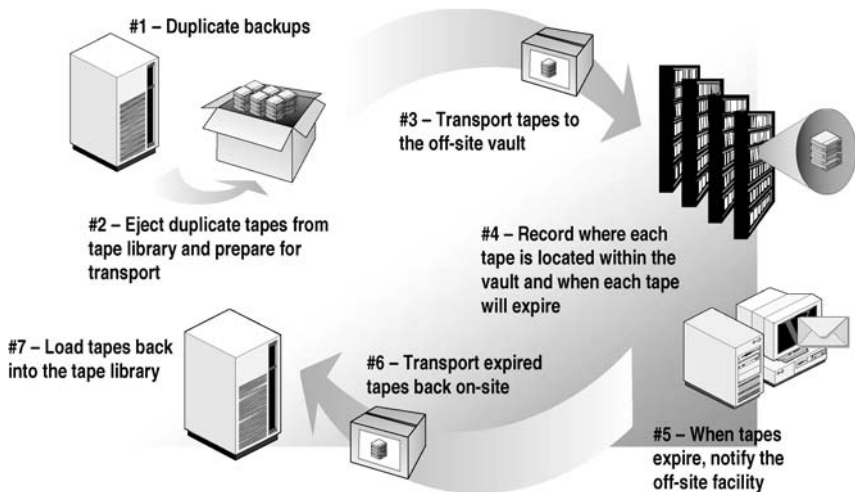 #1 – Duplicate backups
#2 – Eject duplicate tapes from
tape library and prepare for
transport
#3 – Transport tapes to
the off-site vault
#4 – Record where each
tape is located within the
vault and when each tape
will expire
#5 – When tapes
expire, notify the
off-site facility
#6 – Transport expired
tapes back on-site
#7 – Load tapes back
into the tape library